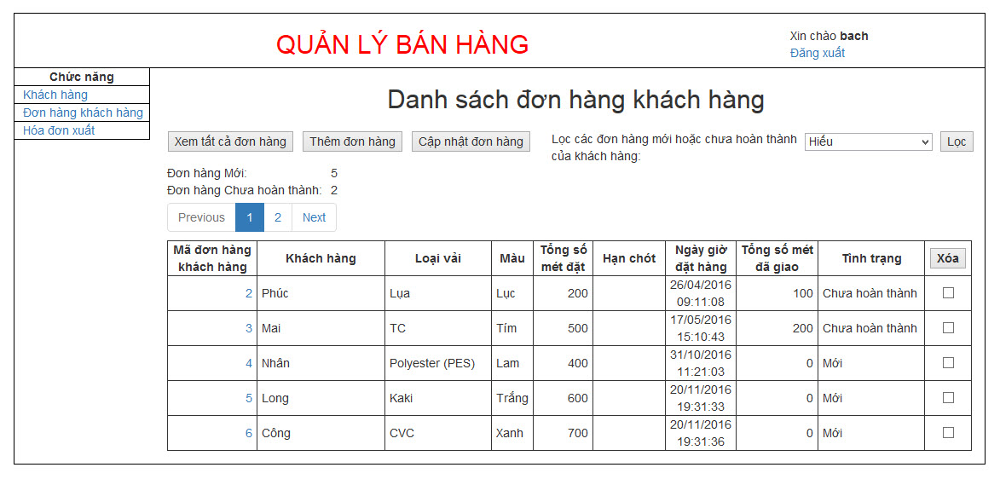 QUẢN LÝ BÁN HÀNG
Xin chào bach
Đăng xuất
Chức năng
Khách hàng
Đơn hàng khách hàng
Hóa đơn xuất
Danh sách đơn hàng khách hàng
Xem tất cả đơn hàng Thêm đơn hàng Cập nhật đơn hàng
Lọc các đơn hàng mới hoặc chưa hoàn thành
của khách hàng:
Hiếu Lọc
Đơn hàng Mới: 5
Đơn hàng Chưa hoàn thành: 2
Previous 1 2 Next
Mã đơn hàng khách hàng Khách hàng Loại vải Màu Tổng số mét đặt Hạn chót Ngày giờ đặt hàng Tổng số mét đã giao Tình trạng Xóa
2 Phúc Lụa Lục 200 26/04/2016 09:11:08 100 Chưa hoàn thành
3 Mai TC Tím 500 17/05/2016 15:10:43 200 Chưa hoàn thành
4 Nhân Polyester (PES) Lam 400 31/10/2016 11:21:03 0 Mới
5 Long Kaki Trắng 600 20/11/2016 19:31:33 0 Mới
6 Công CVC Xanh 700 20/11/2016 19:31:36 0 Mới